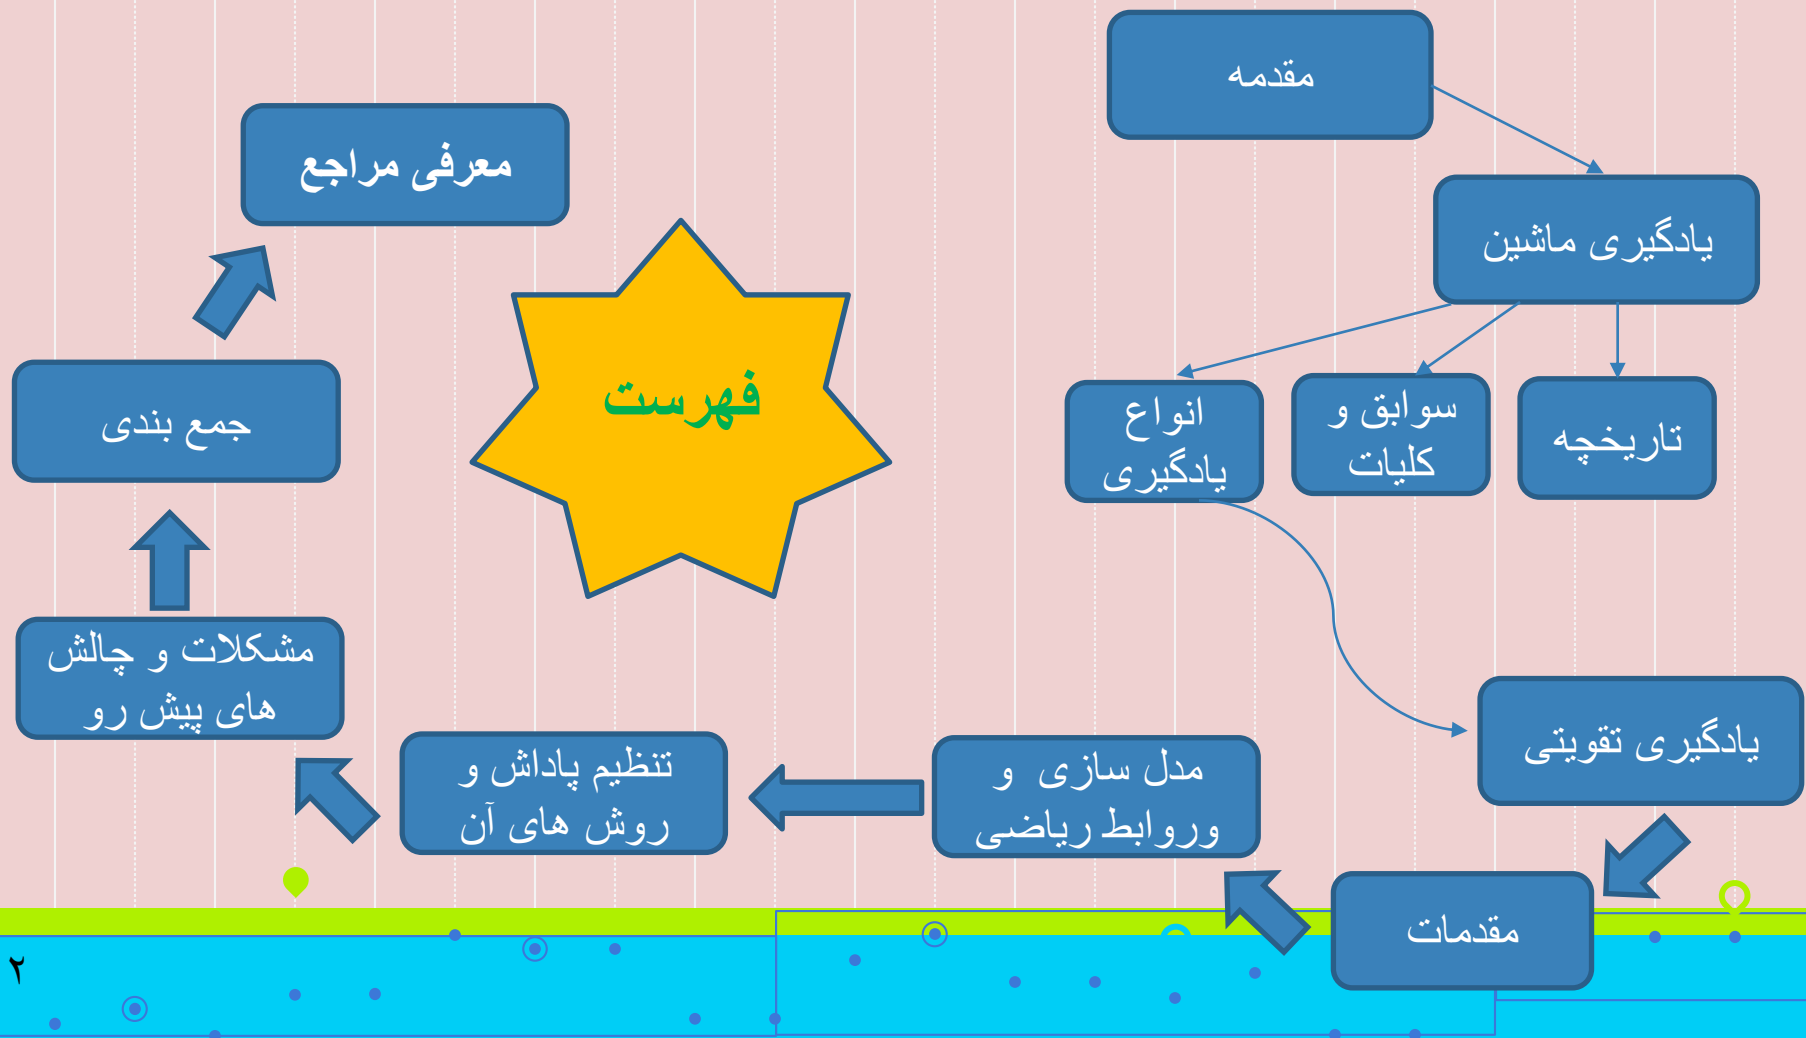 مقدمه
یادگیری ماشین
تاریخچه
سوابق و
کلیات
انواع
یادگیری
یادگیری تقویتی
مقدمات
مدل سازی و
وروابط ریاضی
تنظیم پاداش و
روش های آن
مشکلات و چالش
های پیش رو
جمع بندی
معرفی مراجع
فهرست
۲